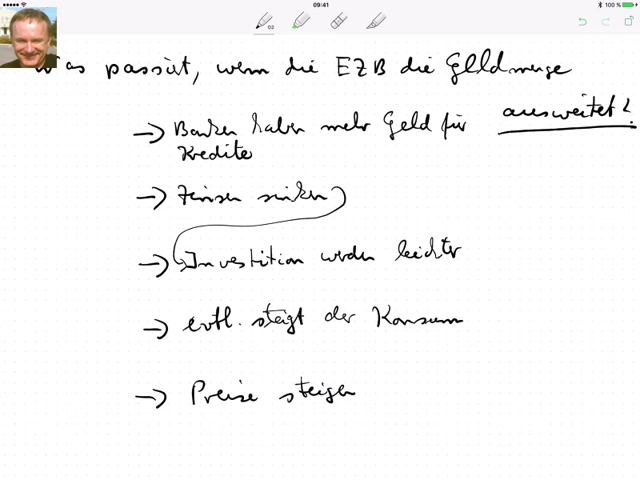 09:41
100 %
02
Was passiert, wenn die EZB die Geldmenge
ausweitet?
→ Banken haben mehr Geld für
Kredite
→ Zinsen sinken
→ Investition werden leichter
→ evtl. steigt der Konsum
→ Preise steigen